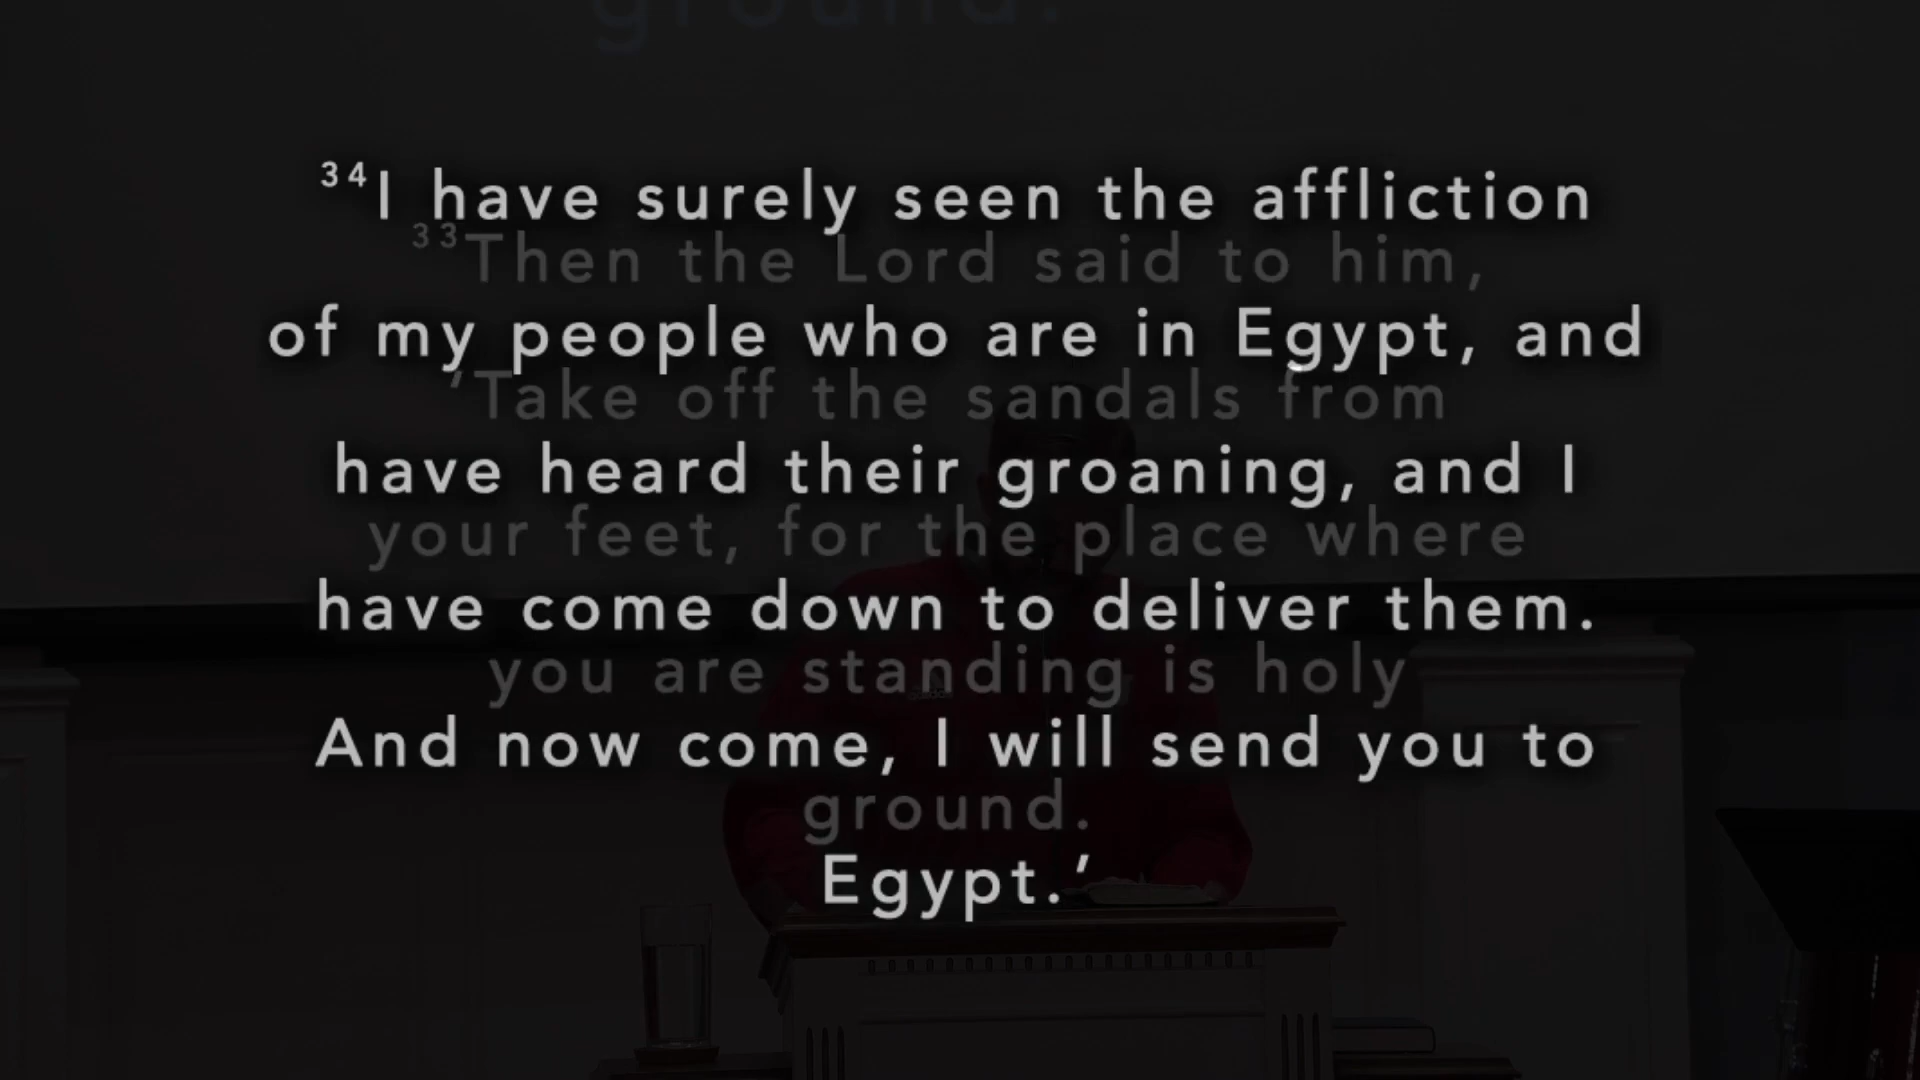 ground.
³⁴I have surely seen the affliction
³³Then the Lord said to him,
of my people who are in Egypt, and
‘Take off the sandals from
have heard their groaning, and I
your feet, for the place where
have come down to deliver them.
you are standing is holy
And now come, I will send you to
ground.
Egypt.’